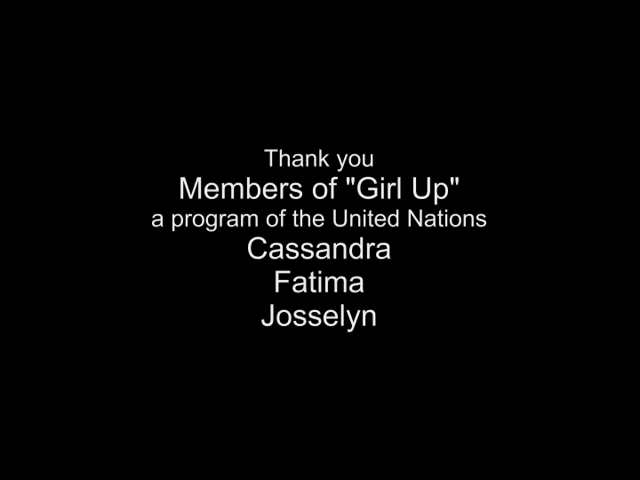 Thank you
Members of "Girl Up"
a program of the United Nations
Cassandra
Fatima
Josselyn